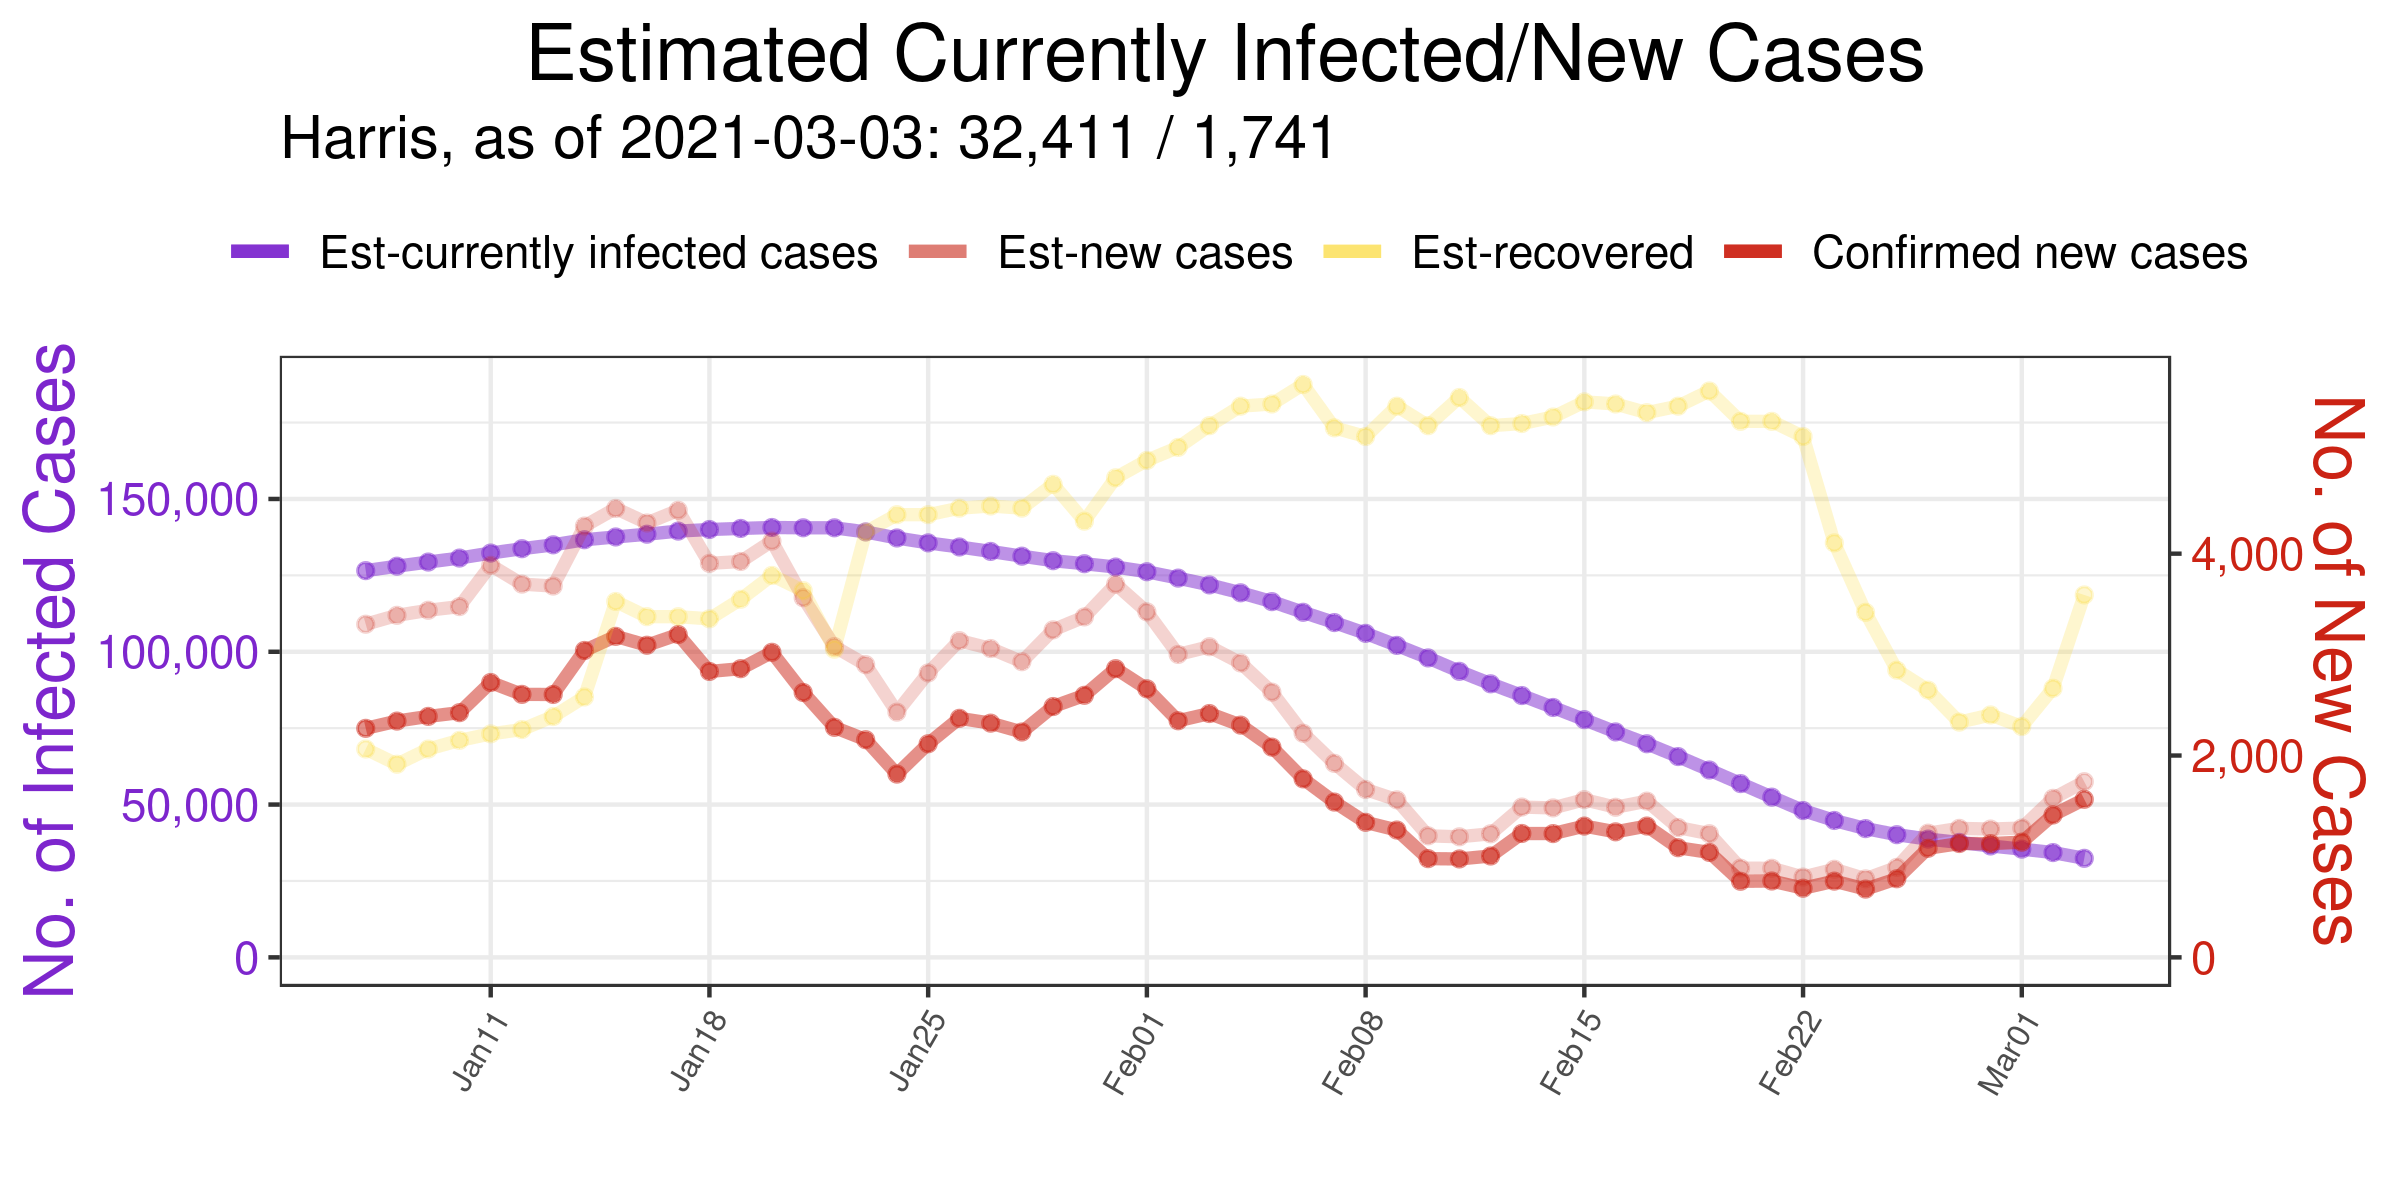 Estimated Currently Infected/New Cases
Harris, as of 2021-03-03: 32,411 / 1,741
Est-currently infected cases Est-new cases Est-recovered Confirmed new cases
No. of Infected Cases
150,000
100,000
50,000
0
4,000
2,000
0
No. of New Cases
Jan11 Jan18 Jan25 Feb01 Feb08 Feb15 Feb22 Mar01